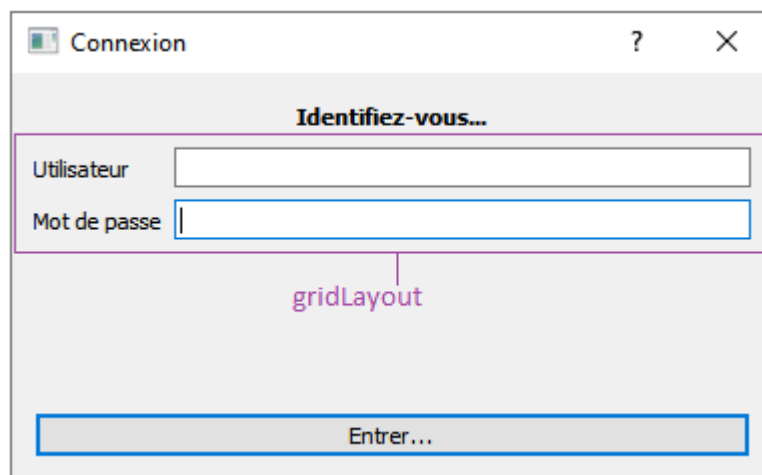 Connexion ?
Identifiez-vous...
Utilisateur
Mot de passe
gridLayout
Entrer...